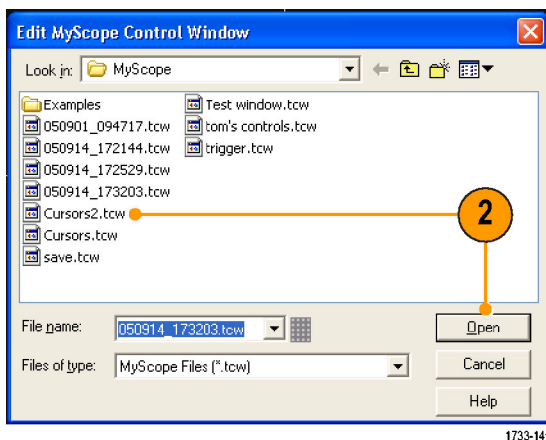 Edit MyScope Control Window
Look in: MyScope
Examples
050901_094717.tcw
050914_172144.tcw
050914_172529.tcw
050914_173203.tcw
Cursors2.tcw
Cursors.tcw
save.tcw
Test window.tcw
tom's controls.tcw
trigger.tcw
2
File name: 050914_173203.tcw
Open
Files of type: MyScope Files (*.tcw)
Cancel
Help